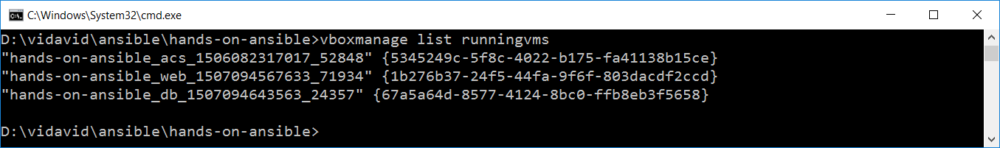 C:\Windows\System32\cmd.exe
D:\vidavid\ansible\hands-on-ansible>vboxmanage list runningvms
"hands-on-ansible_acs_1506082317017_52848" {5345249c-5f8c-4022-b175-fa41138b15ce}
"hands-on-ansible_web_1507094567633_71934" {1b276b37-24f5-44fa-9f6f-803dacdf2ccd}
"hands-on-ansible_db_1507094643563_24357" {67a5a64d-8577-4124-8bc0-ffb8eb3f5658}
D:\vidavid\ansible\hands-on-ansible>